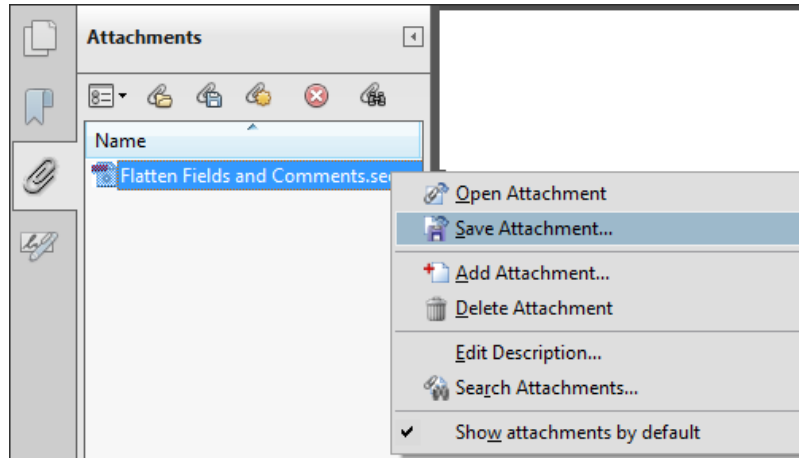 Attachments
Name
Flatten Fields and Comments.se
Open Attachment
Save Attachment...
Add Attachment...
Delete Attachment
Edit Description...
Search Attachments...
Show attachments by default